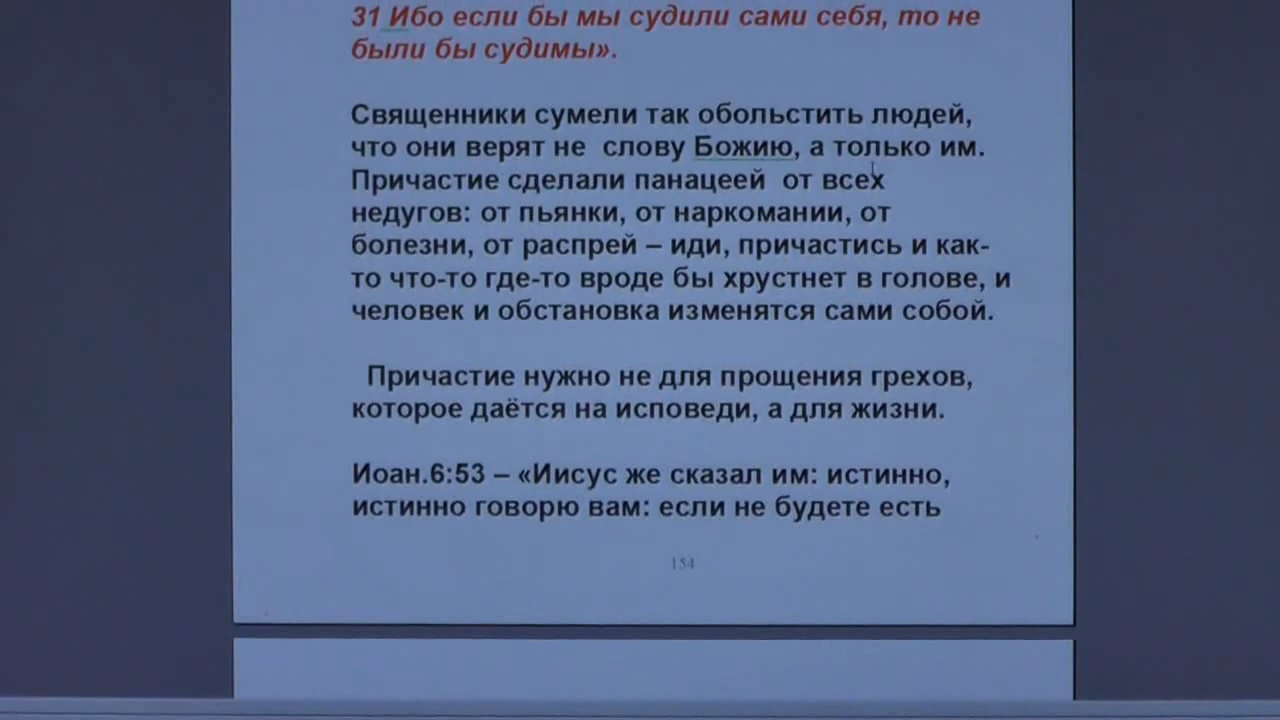 31 Ибо если бы мы судили сами себя, то не
были бы судимы».
Священники сумели так обольстить людей,
что они верят не слову Божию, а только им.
Причастие сделали панацеей от всех
недугов: от пьянки, от наркомании, от
болезни, от распрей – иди, причастись и как-
то что-то где-то вроде бы хрустнет в голове, и
человек и обстановка изменятся сами собой.
Причастие нужно не для прощения грехов,
которое даётся на исповеди, а для жизни.
Иоан.6:53 – «Иисус же сказал им: истинно,
истинно говорю вам: если не будете есть
154